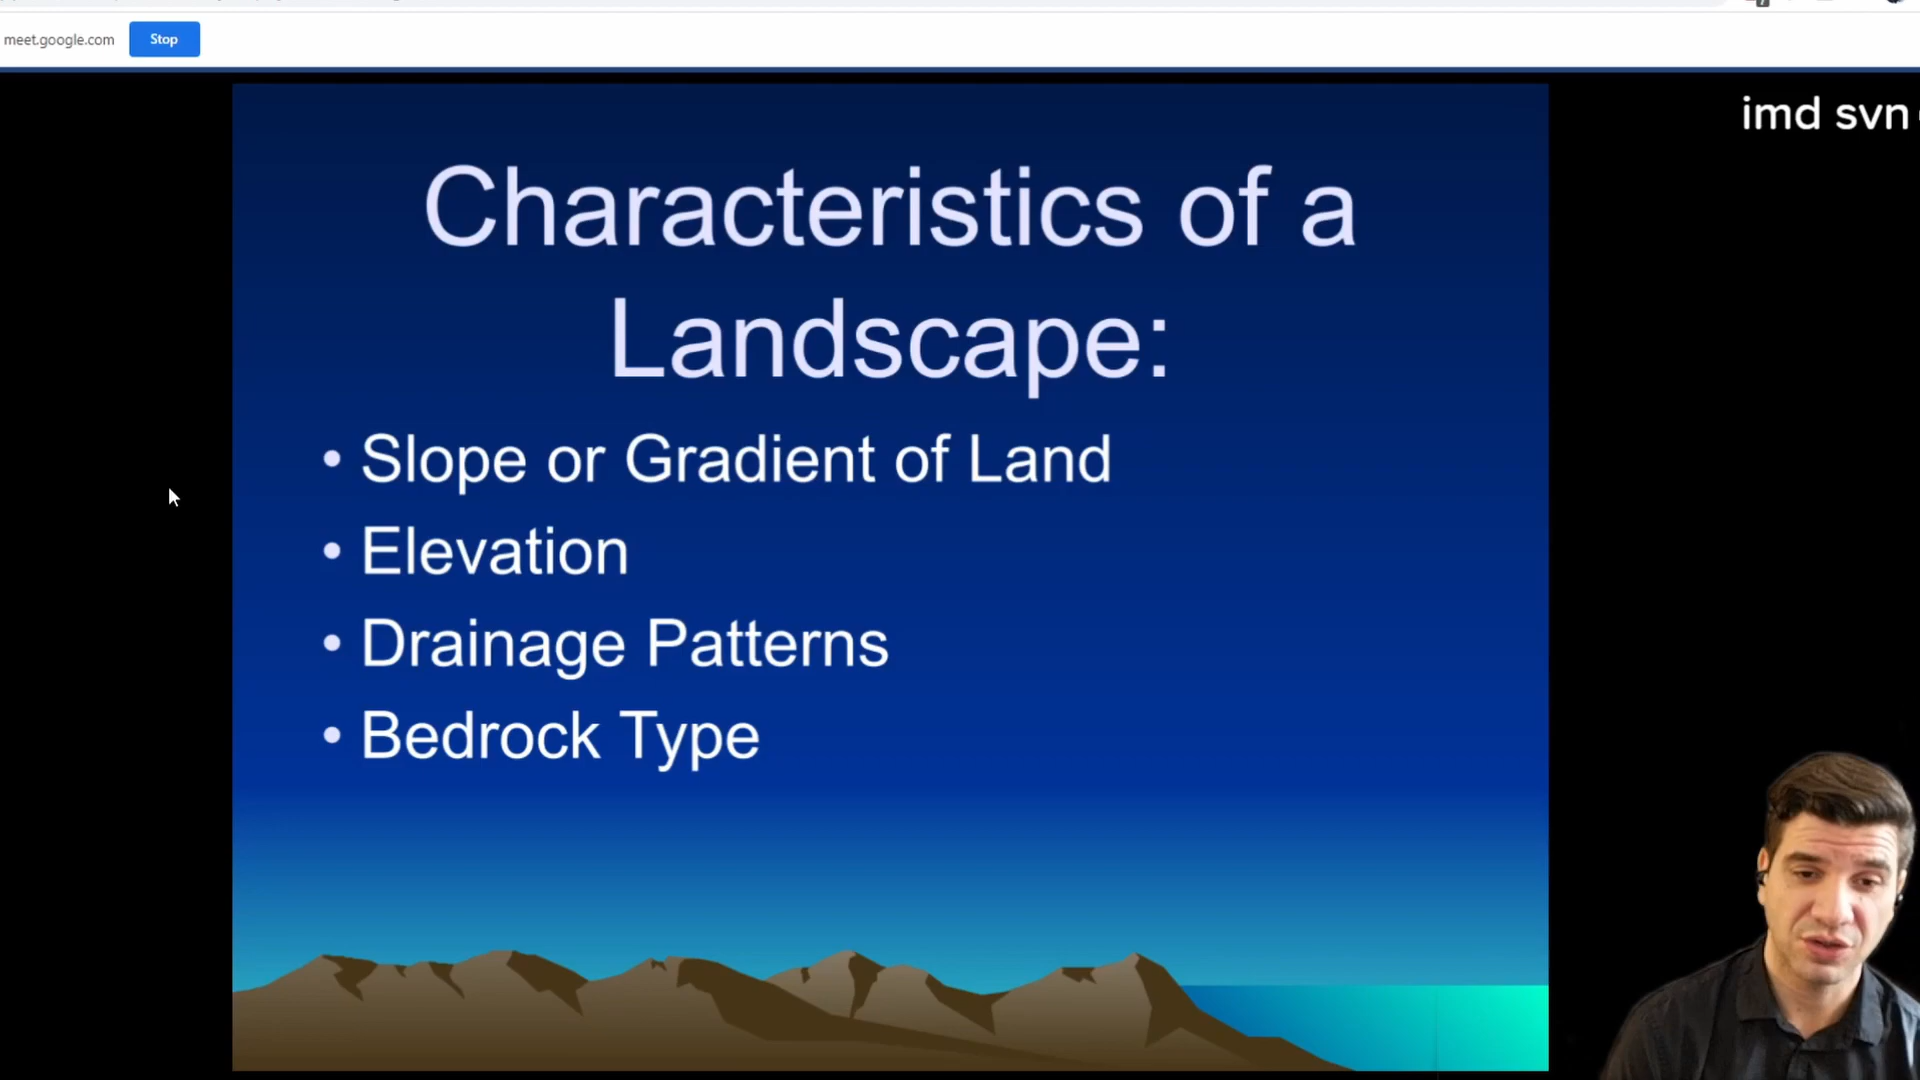 meet.google.com Stop
imd svn
Characteristics of a
Landscape:
• Slope or Gradient of Land
• Elevation
• Drainage Patterns
• Bedrock Type